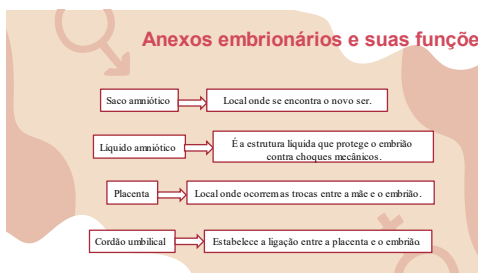 Anexos embrionários e suas funçõe
Saco amniótico
Local onde se encontra o novo ser.
Líquido amniótico
É a estrutura líquida que protege o embrião
contra choques mecânicos.
Placenta
Local onde ocorrem as trocas entre a mãe e o embrião.
Cordão umbilical
Estabelece a ligação entre a placenta e o embrião.